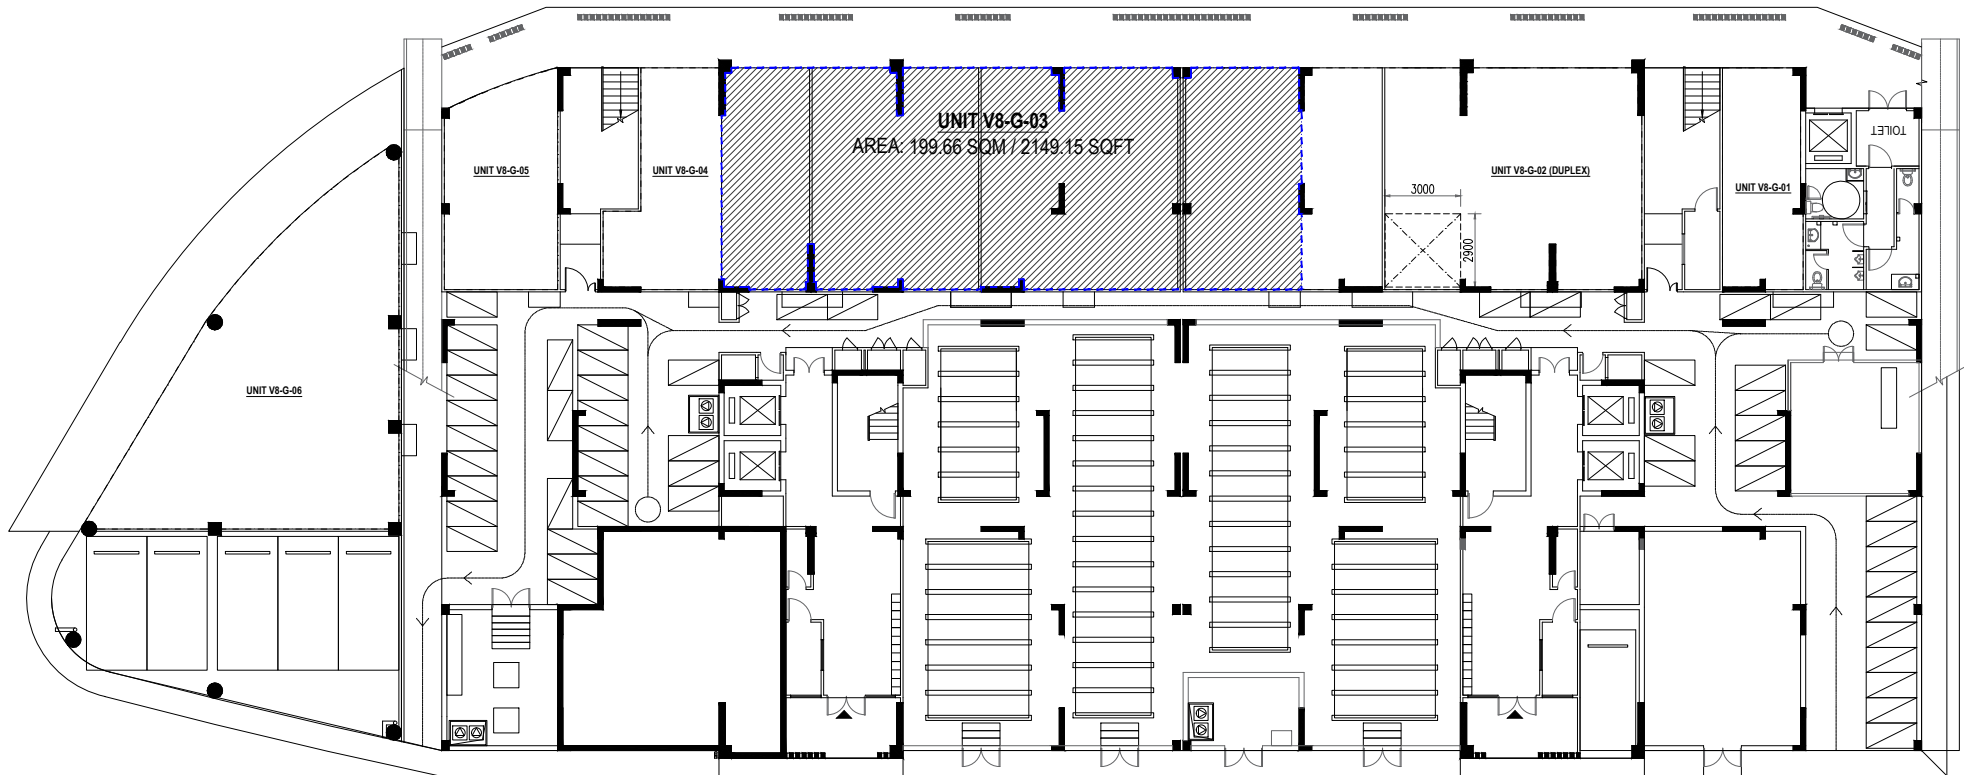 UNIT V8-G-03
AREA: 199.66 SQM / 2149.15 SQFT
TOILET
UNIT V8-G-05
UNIT V8-G-04
UNIT V8-G-02 (DUPLEX)
UNIT V8-G-01
3000
2900
UNIT V8-G-06